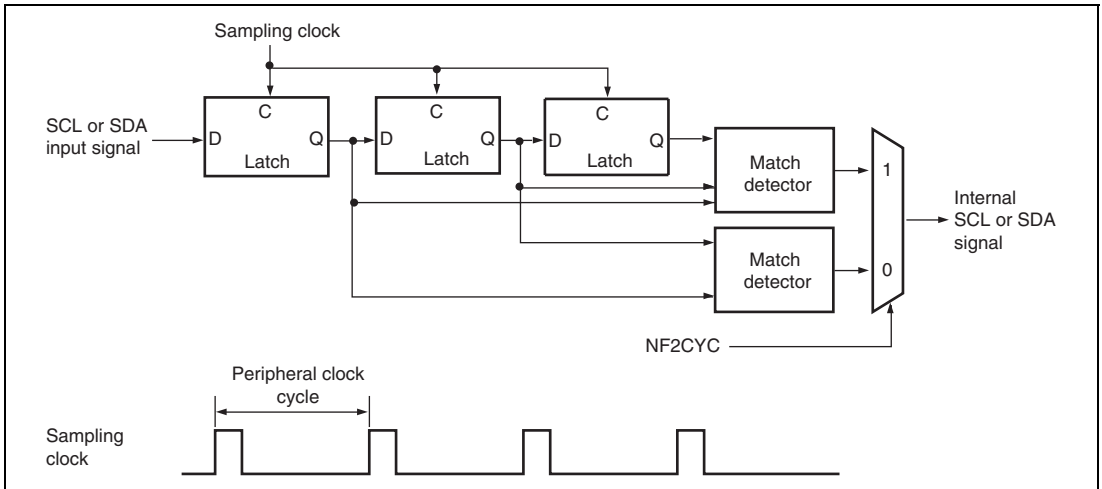 Sampling clock
SCL or SDA
input signal
C
D
Q
Latch
C
D
Q
Latch
C
D
Q
Latch
Match
detector
Match
detector
1
0
Internal
SCL or SDA
signal
NF2CYC
Peripheral clock
cycle
Sampling
clock